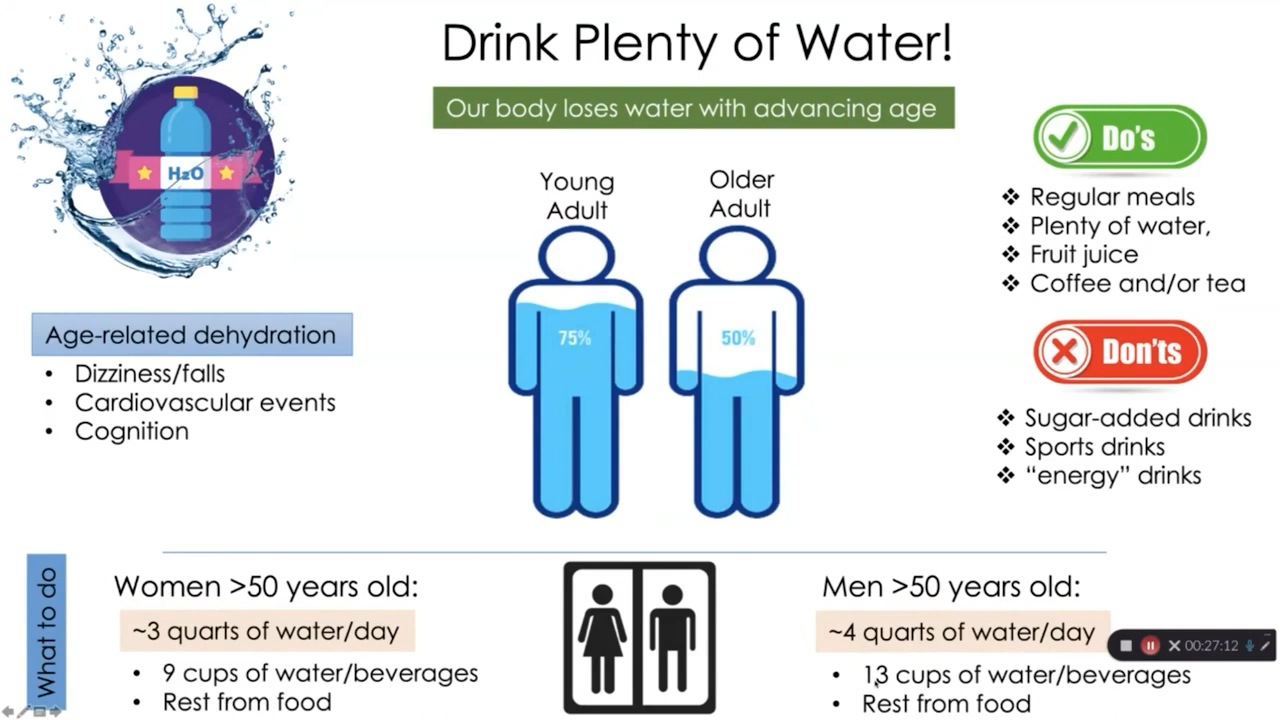 Drink Plenty of Water!
Our body loses water with advancing age
H₂O
Young
Adult
Older
Adult
75%
50%
Do's
❖ Regular meals
❖ Plenty of water,
❖ Fruit juice
❖ Coffee and/or tea
Don'ts
❖ Sugar-added drinks
❖ Sports drinks
❖ “energy” drinks
Age-related dehydration
• Dizziness/falls
• Cardiovascular events
• Cognition
What to do
Women >50 years old:
~3 quarts of water/day
• 9 cups of water/beverages
• Rest from food
Men >50 years old:
~4 quarts of water/day
• 13 cups of water/beverages
• Rest from food
00:27:12